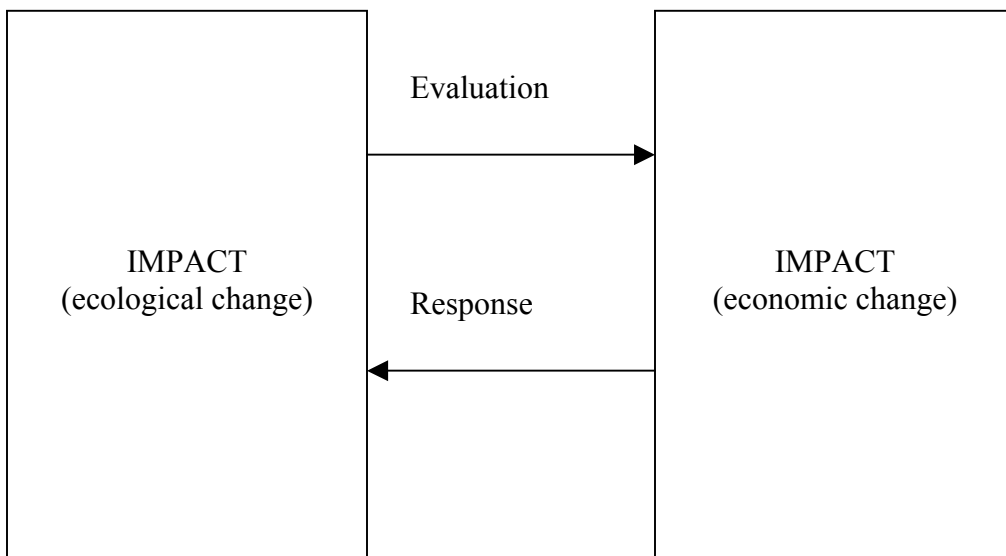 Evaluation
IMPACT
(ecological change)
Response
IMPACT
(economic change)